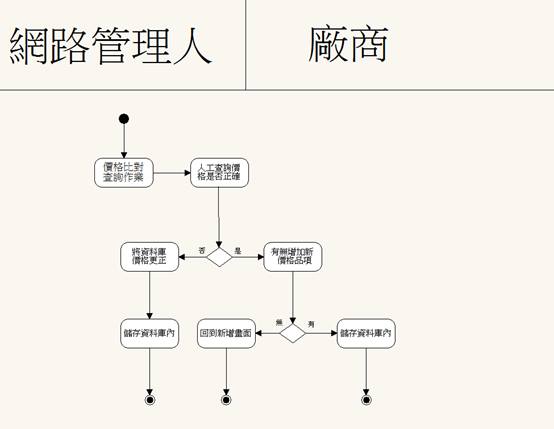 網路管理人
廠商
價格比對
查詢作業
人工查詢價
格是否正確
將資料庫
價格更正
否
是
有無增加新
價格品項
儲存資料庫內
回到新增畫面
無
有
儲存資料庫內